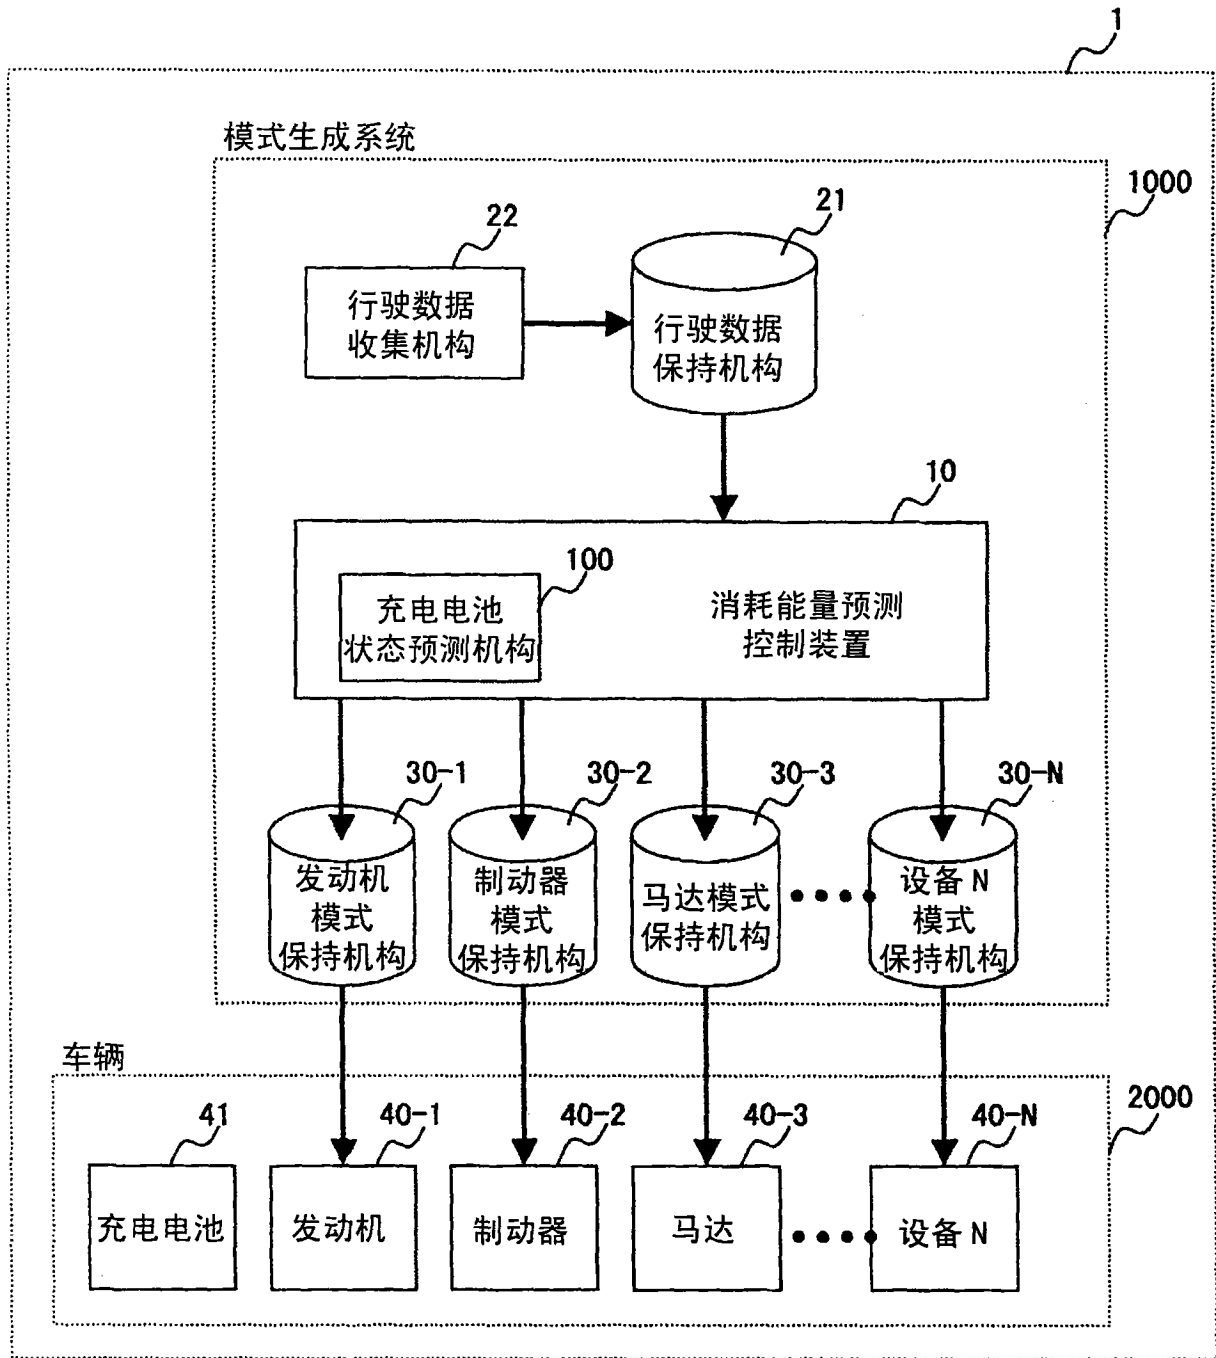 1
模式生成系统
1000
22
21
行驶数据
收集机构
行驶数据
保持机构
10
100
充电电池
状态预测机构
消耗能量预测
控制装置
30-1
30-2
30-3
30-N
发动机
模式
保持机构
制动器
模式
保持机构
马达模式
保持机构
设备N
模式
保持机构
车辆
2000
41
40-1
40-2
40-3
40-N
充电电池
发动机
制动器
马达
设备N